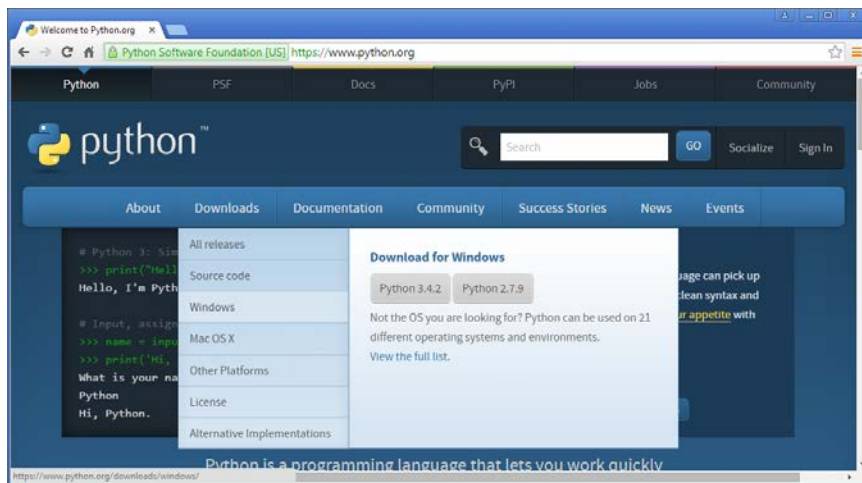 Welcome to Python.org
Python Software Foundation [US] https://www.python.org
Python PSF Docs PyPI Jobs Community
python™
Search GO Socialize Sign In
About Downloads Documentation Community Success Stories News Events
# Python 3: Sim
>>> print("Hell
Hello, I'm Pyth
# Input, assign
>>> name = inpu
>>> print('Hi,
What is your na
Python
Hi, Python.
All releases
Source code
Windows
Mac OS X
Other Platforms
License
Alternative Implementations
Download for Windows
Python 3.4.2 Python 2.7.9
Not the OS you are looking for? Python can be used on 21
different operating systems and environments.
View the full list.
uage can pick up
clean syntax and
ur appetite with
Python is a programming language that lets you work quickly
https://www.python.org/downloads/windows/